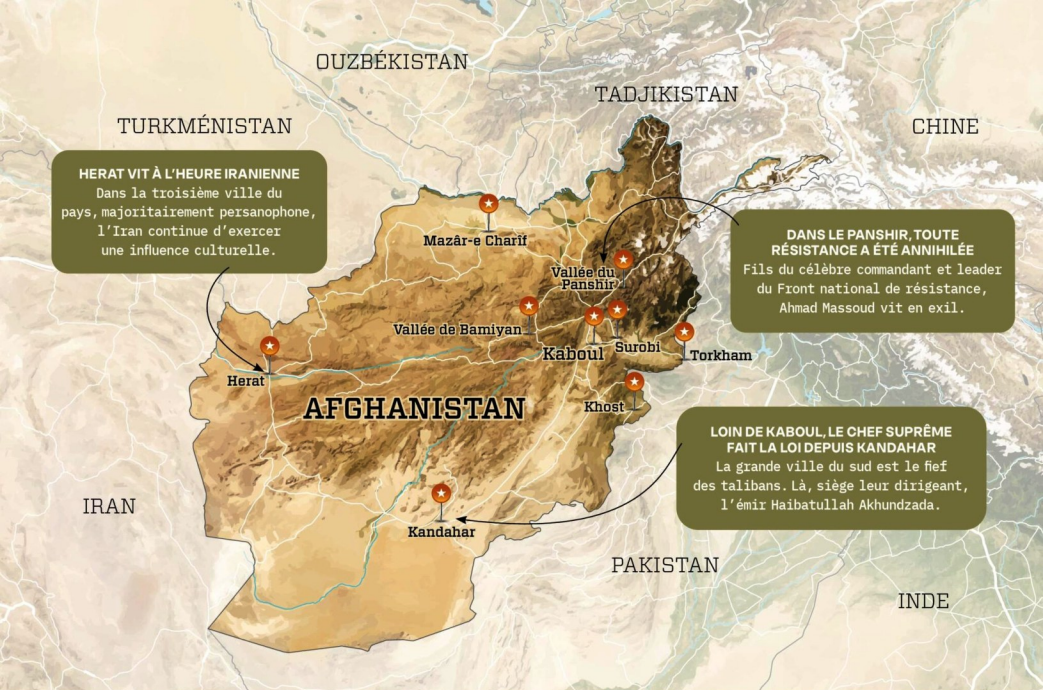 OUZBÉKISTAN
TADJIKISTAN
TURKMÉNISTAN
CHINE
HERAT VIT À L'HEURE IRANIENNE
Dans la troisième ville du
pays, majoritairement persanophone,
l'Iran continue d'exercer
une influence culturelle.
DANS LE PANSHIR, TOUTE
RÉSISTANCE A ÉTÉ ANNIHILÉE
Fils du célèbre commandant et leader
du Front national de résistance,
Ahmad Massoud vit en exil.
Mazâr-e Charîf
Vallée du
Panshir
Vallée de Bamiyan
Kaboul
Surobi
Torkham
Herat
AFGHANISTAN
Khost
LOIN DE KABOUL, LE CHEF SUPRÊME
FAIT LA LOI DEPUIS KANDAHAR
La grande ville du sud est le fief
des talibans. Là, siège leur dirigeant,
l'émir Haibatullah Akhundzada.
IRAN
Kandahar
PAKISTAN
INDE